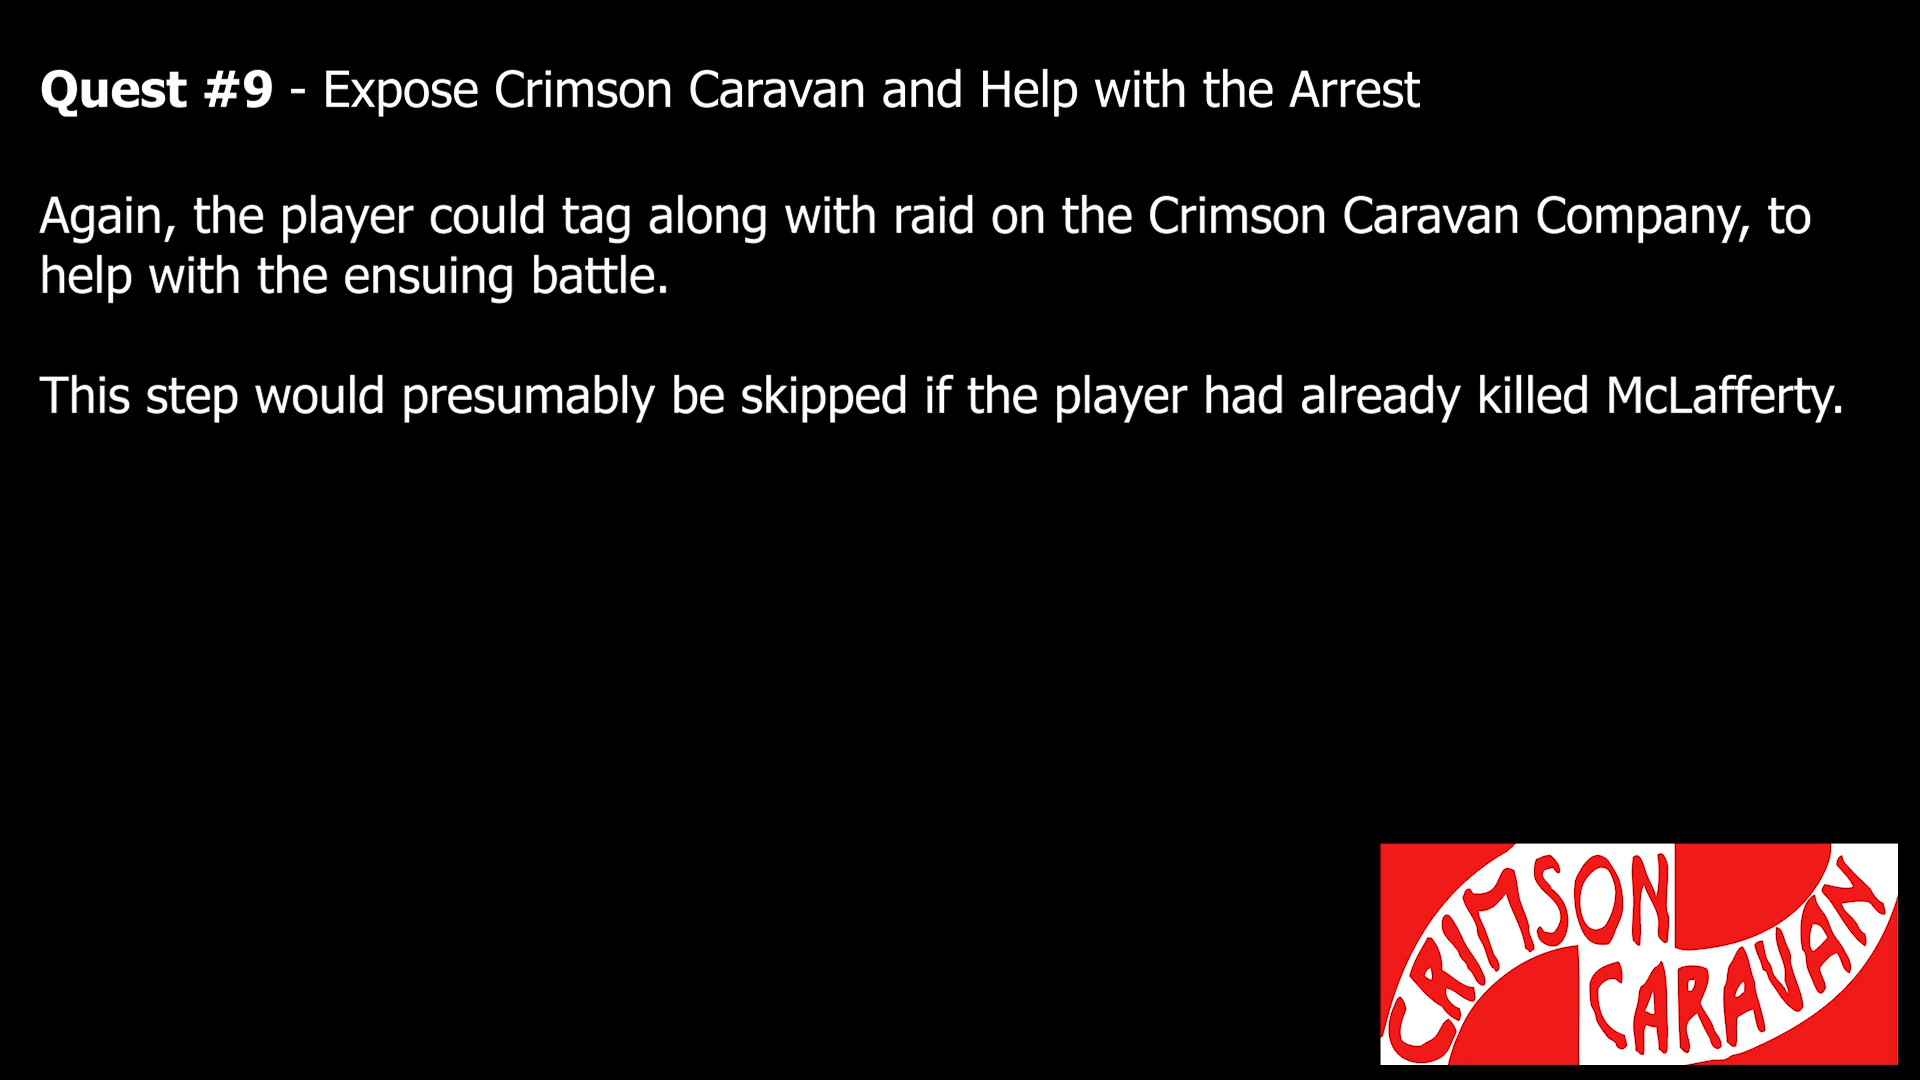 Quest #9 - Expose Crimson Caravan and Help with the Arrest
Again, the player could tag along with raid on the Crimson Caravan Company, to
help with the ensuing battle.
This step would presumably be skipped if the player had already killed McLafferty.
CRIMSON
CARAVAN